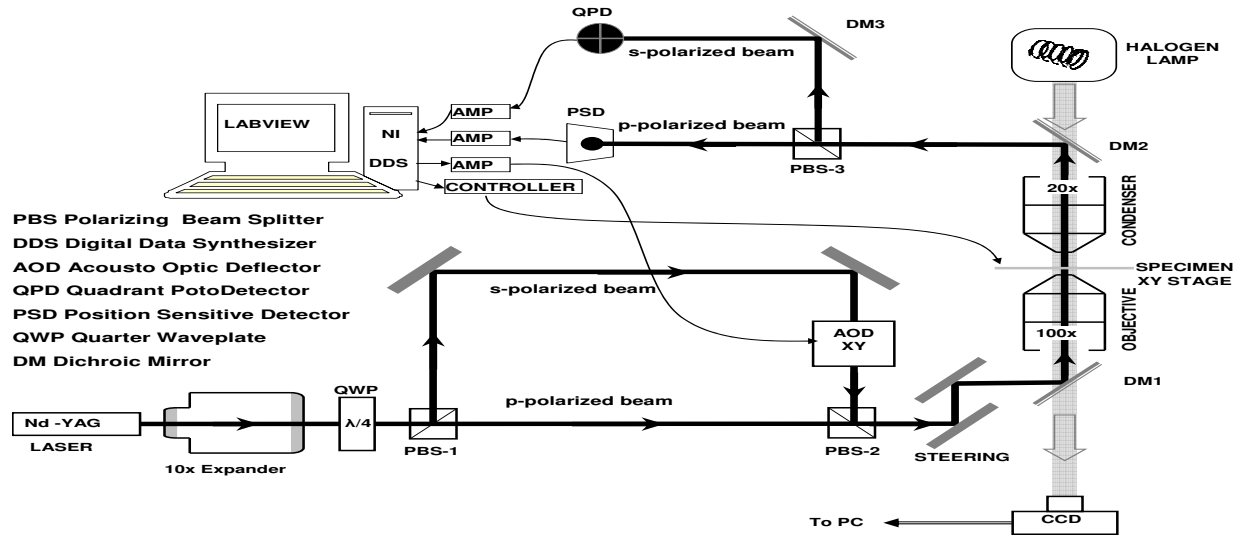 QPD
DM3
s-polarized beam
HALOGEN
LAMP
LABVIEW
NI
DDS
AMP
AMP
AMP
CONTROLLER
PSD
p-polarized beam
PBS-3
DM2
20x
CONDENSER
SPECIMEN
XY STAGE
100x
OBJECTIVE
DM1
PBS Polarizing Beam Splitter
DDS Digital Data Synthesizer
AOD Acousto Optic Deflector
QPD Quadrant PotoDetector
PSD Position Sensitive Detector
QWP Quarter Waveplate
DM Dichroic Mirror
s-polarized beam
AOD
XY
Nd -YAG
LASER
10x Expander
QWP
λ/4
PBS-1
p-polarized beam
PBS-2
STEERING
To PC
CCD